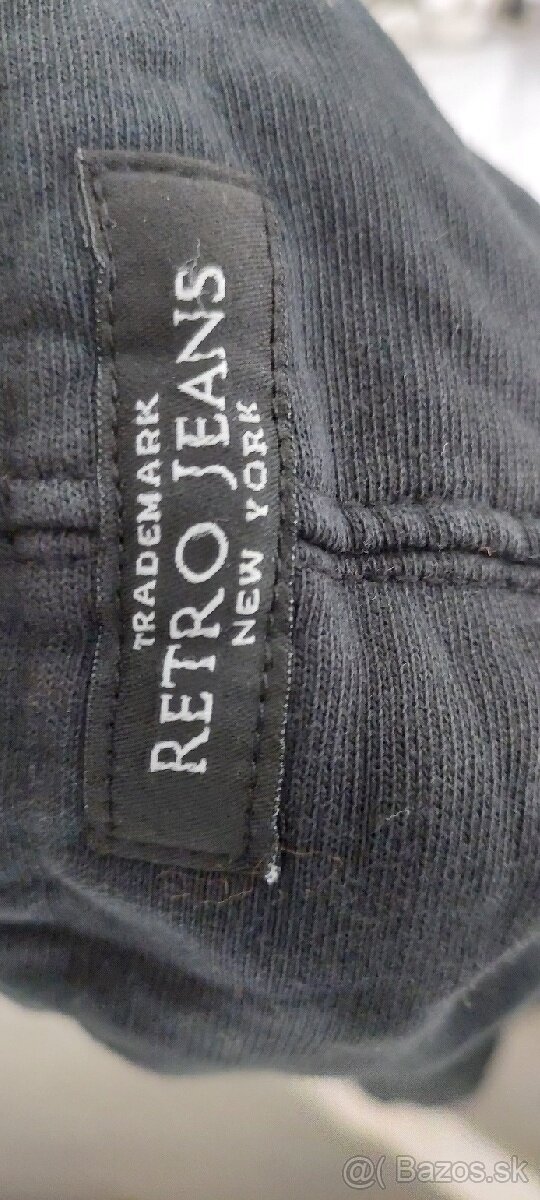 TRADEMARK
RETRO JEANS
NEW YORK
@( Bazos.sk